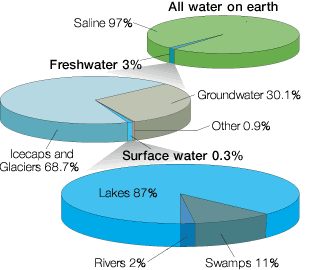 All water on earth
Saline 97%
Freshwater 3%
Groundwater 30.1%
Other 0.9%
Icecaps and
Glaciers 68.7%
Surface water 0.3%
Lakes 87%
Rivers 2%
Swamps 11%